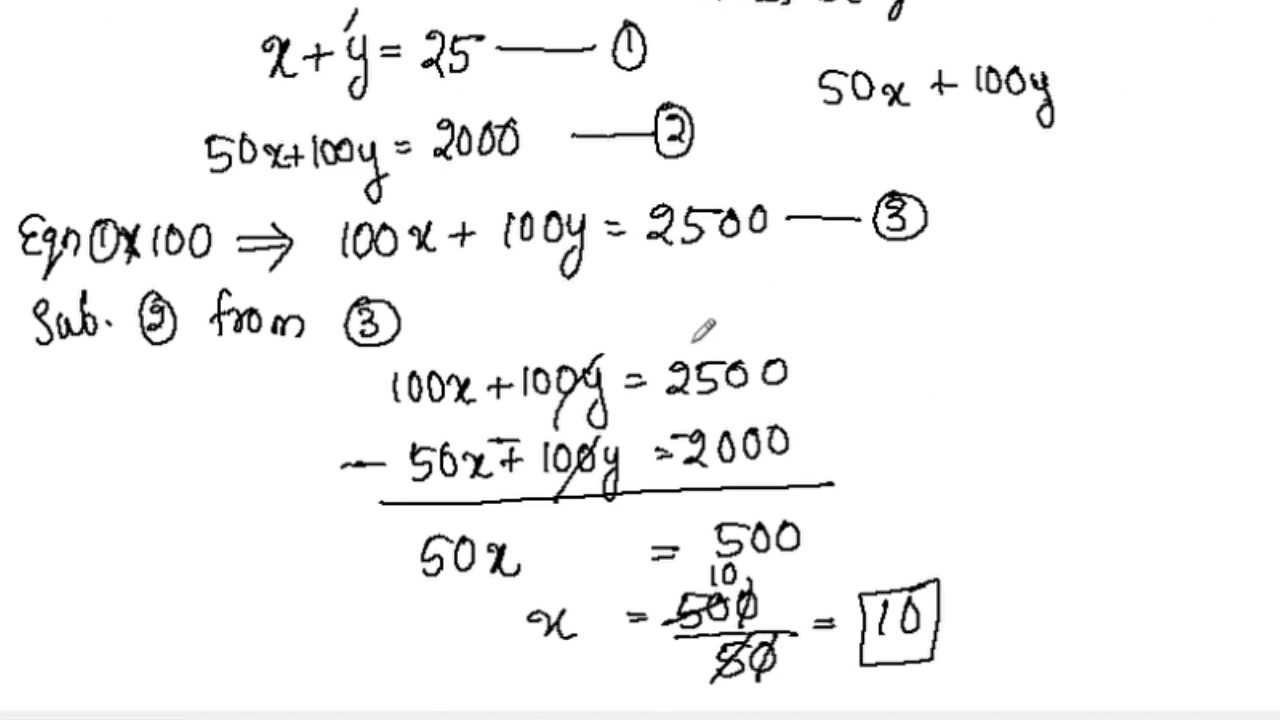 x + y = 25 —— ①
50x + 100y
50x+100y = 2000 —— ②
Eqn ①x 100 ⇒ 100x + 100y = 2500 —— ③
Sub. ② from ③
100x + 100y = 2500
— 50x + 100y = -2000
50x = 500
10
x = 500/50 = 10